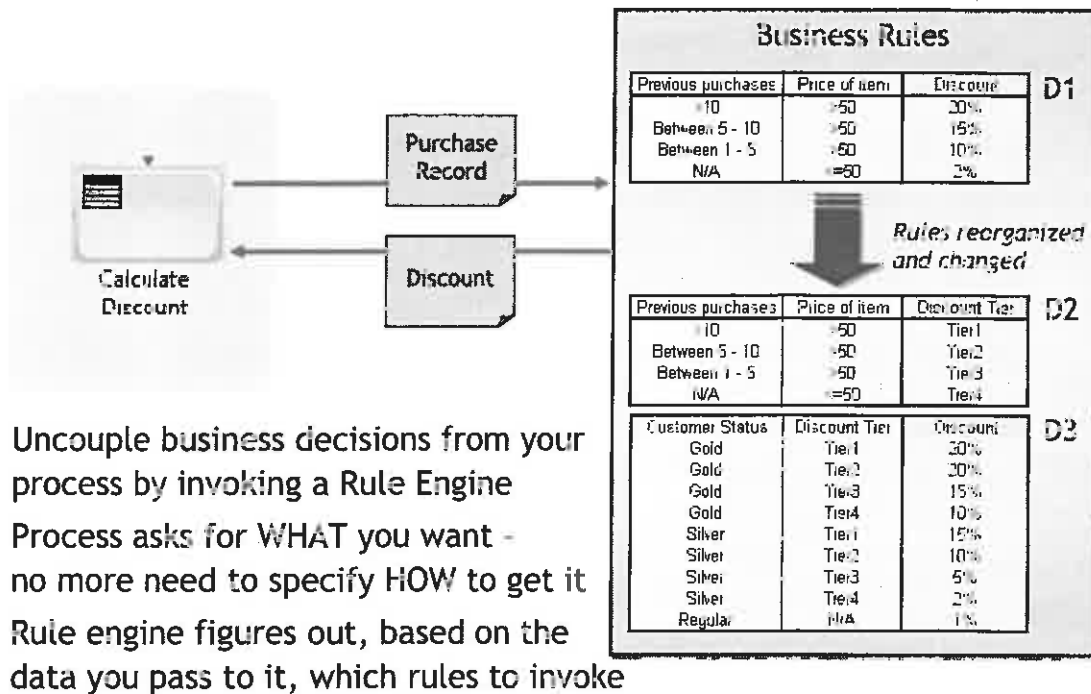 Business Rules
D1
Previous purchases Price of item Discount
>10 >50 20%
Between 5 - 10 >50 15%
Between 1 - 5 >50 10%
N/A <=50 2%
Purchase
Record
Discount
Calculate
Discount
Rules reorganized
and changed
D2
Previous purchases Price of item Discount Tier
>10 >50 Tier1
Between 5 - 10 >50 Tier2
Between 1 - 5 >50 Tier3
N/A <=50 Tier4
D3
Customer Status Discount Tier Discount
Gold Tier1 Gold Tier2 20%
Gold Tier3 15%
Gold Tier4 10%
Silver Tier1 15%
Silver Tier2 10%
Silver Tier3 5%
Silver Tier4 2%
Regular N/A 1%
Uncouple business decisions from your
process by invoking a Rule Engine
Process asks for WHAT you want -
no more need to specify HOW to get it
Rule engine figures out, based on the
data you pass to it, which rules to invoke